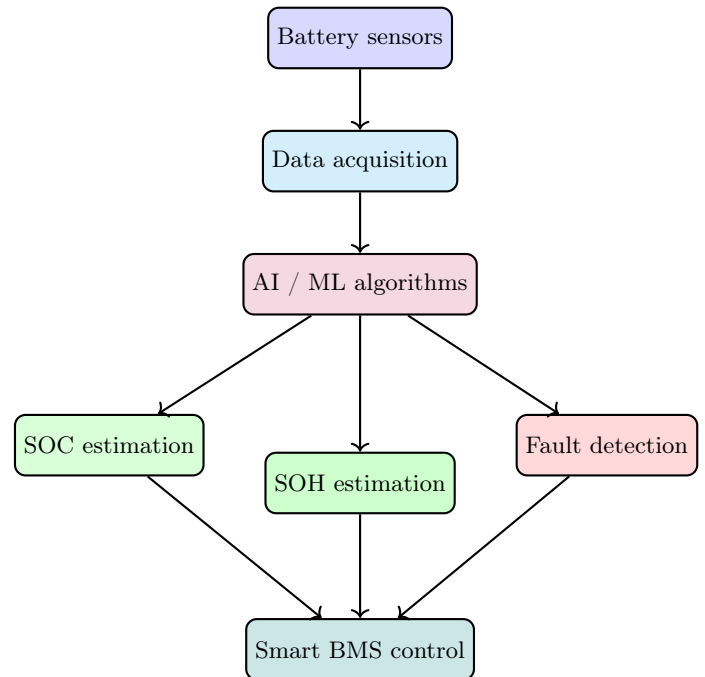 Battery sensors
Data acquisition
AI / ML algorithms
SOC estimation
SOH estimation
Fault detection
Smart BMS control